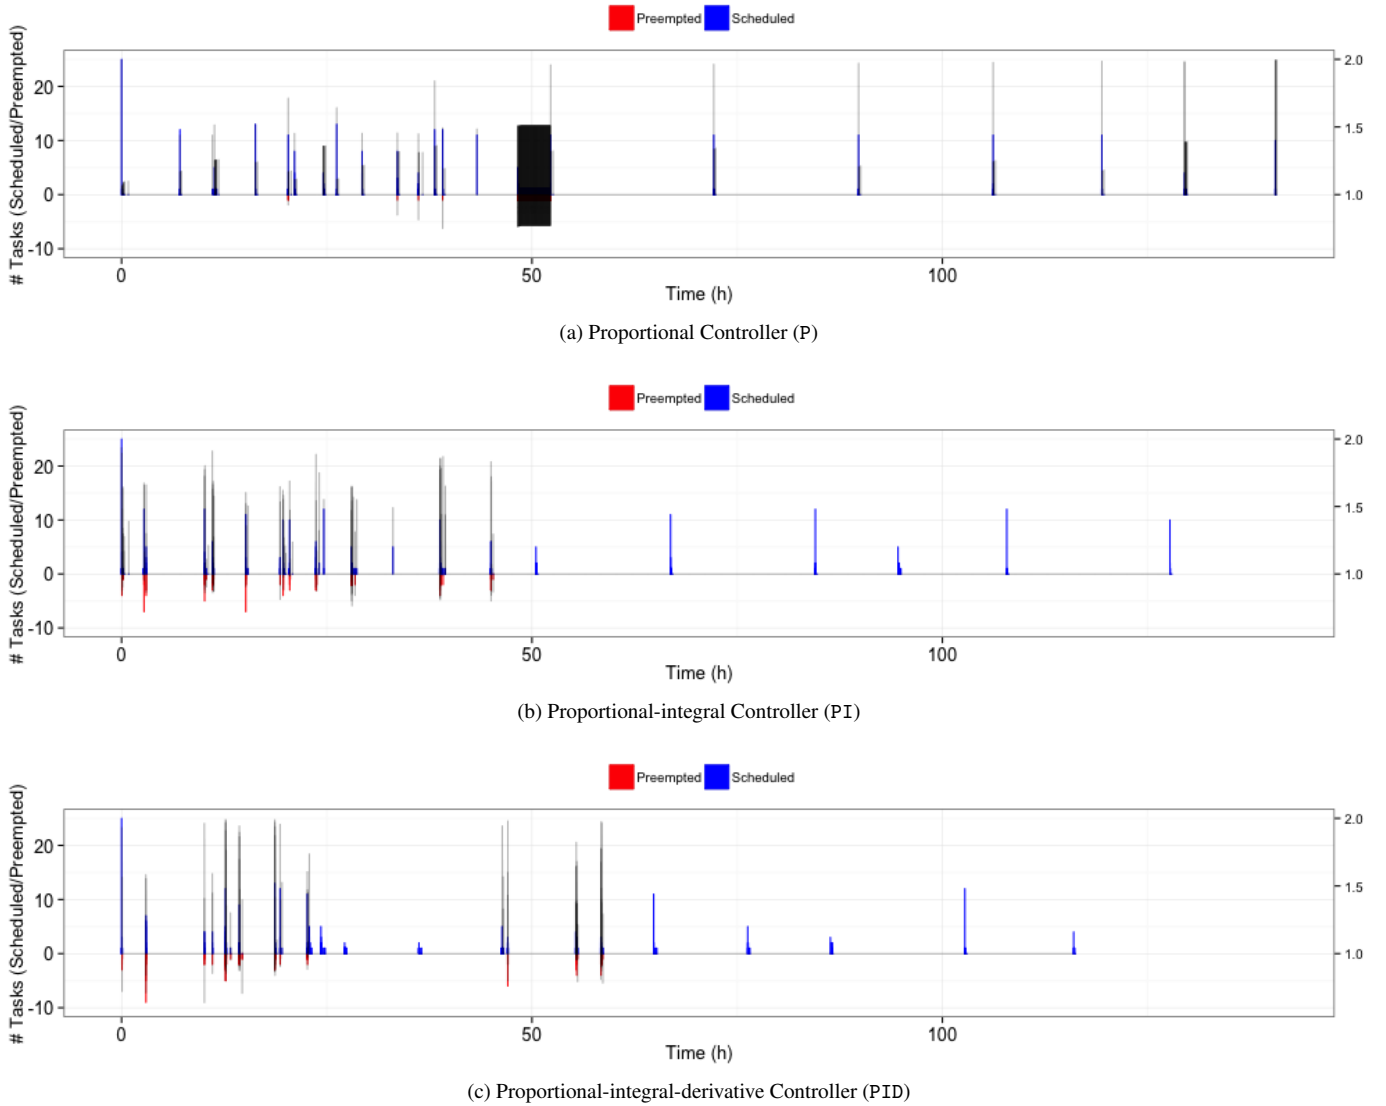 Preempted Scheduled
# Tasks (Scheduled/Preempted)
20
10
0
-10
2.0
1.5
1.0
0 50 100
Time (h)
(a) Proportional Controller (P)
Preempted Scheduled
# Tasks (Scheduled/Preempted)
20
10
0
-10
2.0
1.5
1.0
0 50 100
Time (h)
(b) Proportional-integral Controller (PI)
Preempted Scheduled
# Tasks (Scheduled/Preempted)
20
10
0
-10
2.0
1.5
1.0
0 50 100
Time (h)
(c) Proportional-integral-derivative Controller (PID)